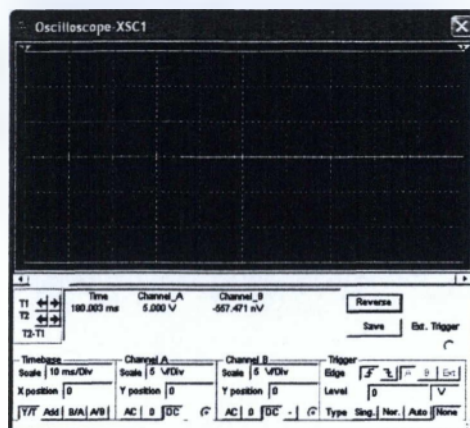 Oscilloscope-XSC1
Time Channel_A Channel_B
T1 180.003 ms 5.000 V -557.471 nV
T2
T2-T1
Reverse
Save
Ext. Trigger
Timebase
Scale 10 ms/Div
X position 0
Y/T Add B/A A/B
Channel A
Scale 5 V/Div
Y position 0
AC 0 DC
Channel B
Scale 5 V/Div
Y position 0
AC 0 DC -
Trigger
Edge A B Ext
Level 0 V
Type Sing. Nor. Auto None